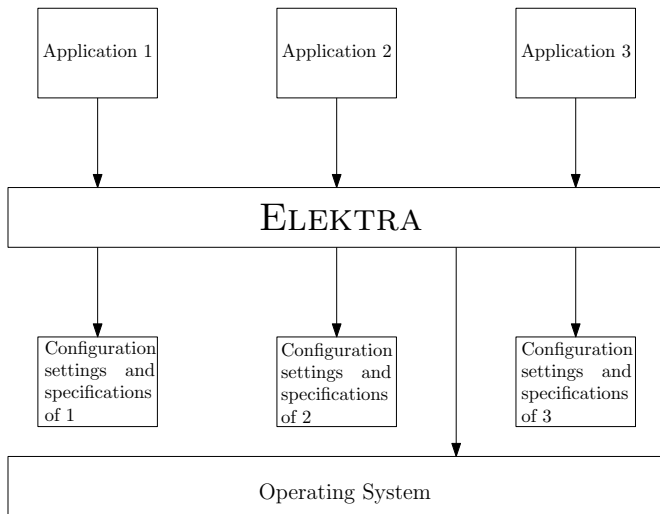 Application 1
Application 2
Application 3
ELEKTRA
Configuration
settings and
specifications
of 1
Configuration
settings and
specifications
of 2
Configuration
settings and
specifications
of 3
Operating System